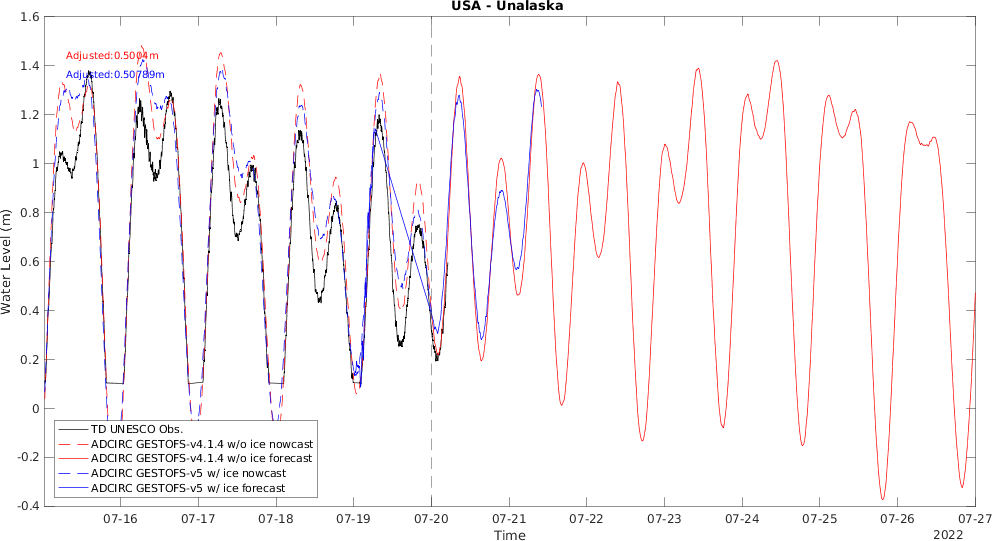 USA - Unalaska
1.6
Adjusted:0.5004m
1.4
Adjusted:0.50789m
1.2
1
0.8
0.6
0.4
0.2
0
-0.2
-0.4
Water Level (m)
TD UNESCO Obs.
ADCIRC GESTOFS-v4.1.4 w/o ice nowcast
ADCIRC GESTOFS-v4.1.4 w/o ice forecast
ADCIRC GESTOFS-v5 w/ ice nowcast
ADCIRC GESTOFS-v5 w/ ice forecast
07-16 07-17 07-18 07-19 07-20 07-21 07-22 07-23 07-24 07-25 07-26 07-27
Time
2022